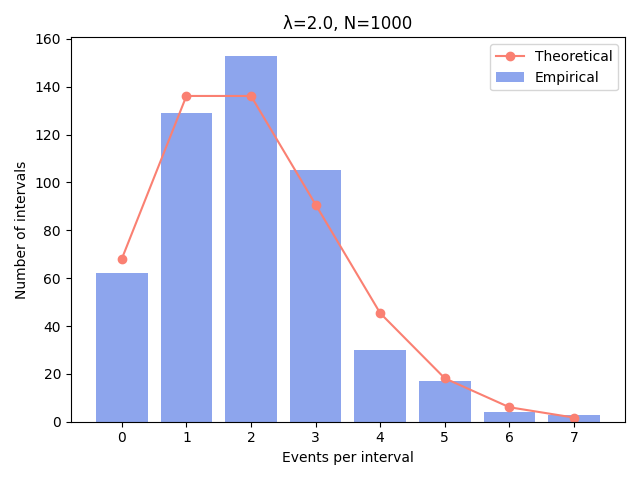 λ=2.0, N=1000
Number of intervals
160
140
120
100
80
60
40
20
0
Theoretical
Empirical
0 1 2 3 4 5 6 7
Events per interval